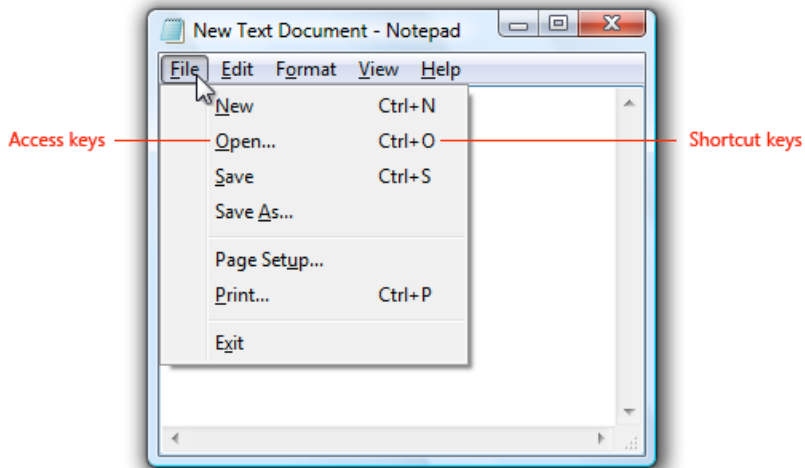 New Text Document - Notepad
File Edit Format View Help
New Ctrl+N
Access keys Open... Ctrl+O Shortcut keys
Save Ctrl+S
Save As...
Page Setup...
Print... Ctrl+P
Exit